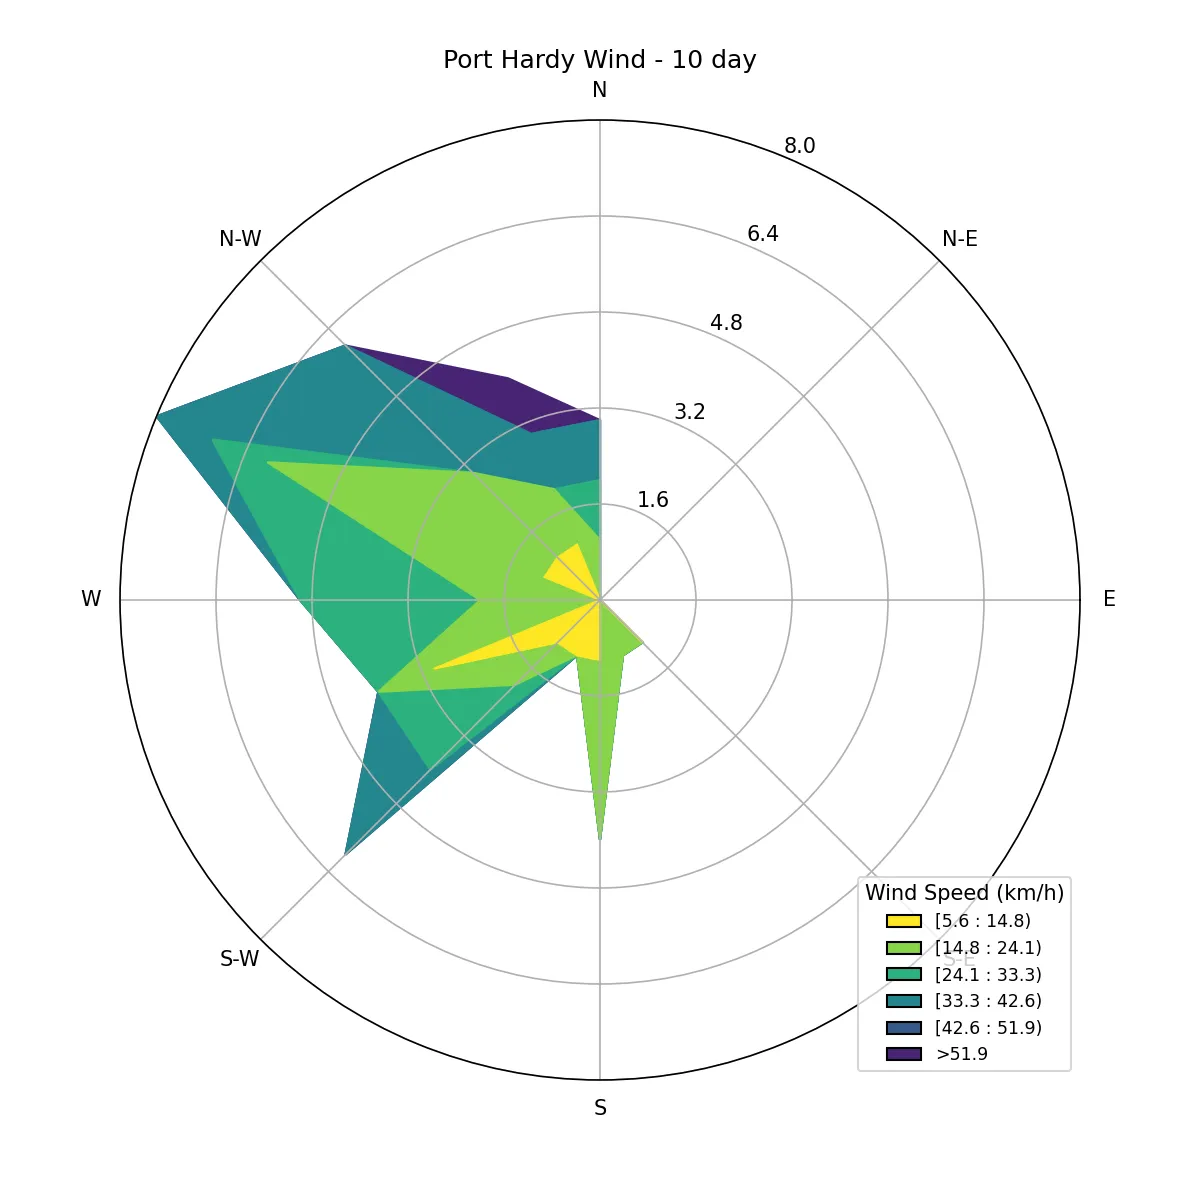 Port Hardy Wind - 10 day
N
8.0
N-W
N-E
6.4
4.8
3.2
1.6
W
E
Wind Speed (km/h)
[5.6 : 14.8)
[14.8 : 24.1)
S-W
S-E
[24.1 : 33.3)
[33.3 : 42.6)
[42.6 : 51.9)
>51.9
S